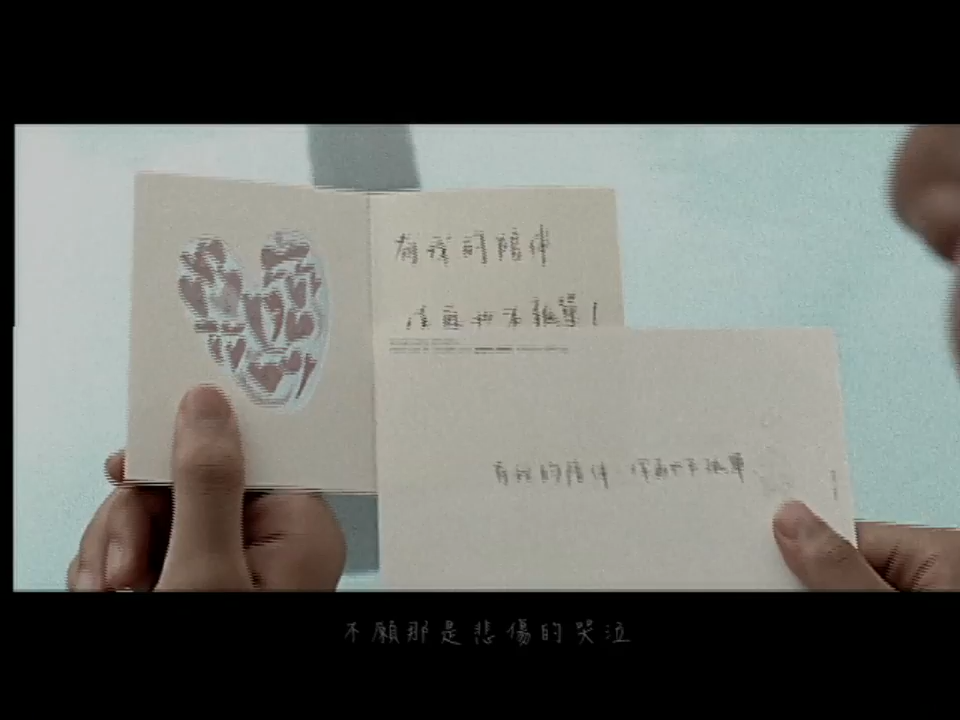 有我的陪伴
你再也不孤單！
有我的陪伴 你再也不孤單
不願那是悲傷的哭泣